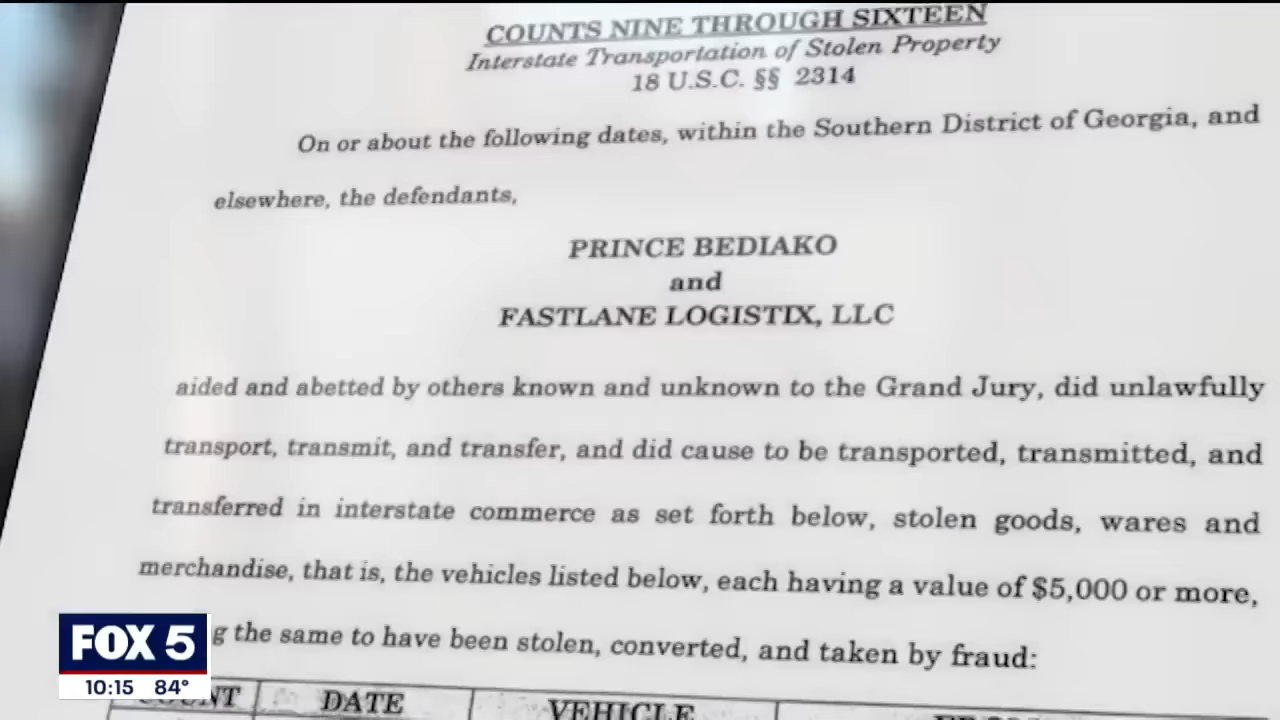 COUNTS NINE THROUGH SIXTEEN
Interstate Transportation of Stolen Property
18 U.S.C. §§ 2314
On or about the following dates, within the Southern District of Georgia, and
elsewhere, the defendants,
PRINCE BEDIAKO
and
FASTLANE LOGISTIX, LLC
aided and abetted by others known and unknown to the Grand Jury, did unlawfully
transport, transmit, and transfer, and did cause to be transported, transmitted, and
transferred in interstate commerce as set forth below, stolen goods, wares and
merchandise, that is, the vehicles listed below, each having a value of $5,000 or more,
g the same to have been stolen, converted, and taken by fraud:
COUNT DATE VEHICLE
FOX 5
10:15 84°